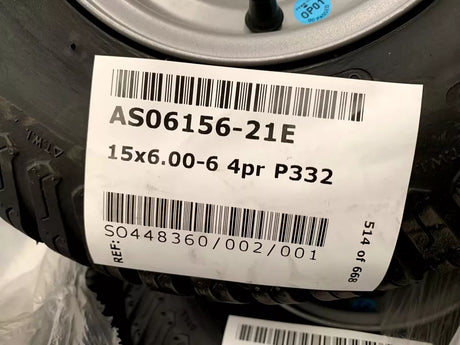 OP01
AS06156-21E
15x6.00-6 4pr P332
SO448360/002/001
REF:
514 of 668